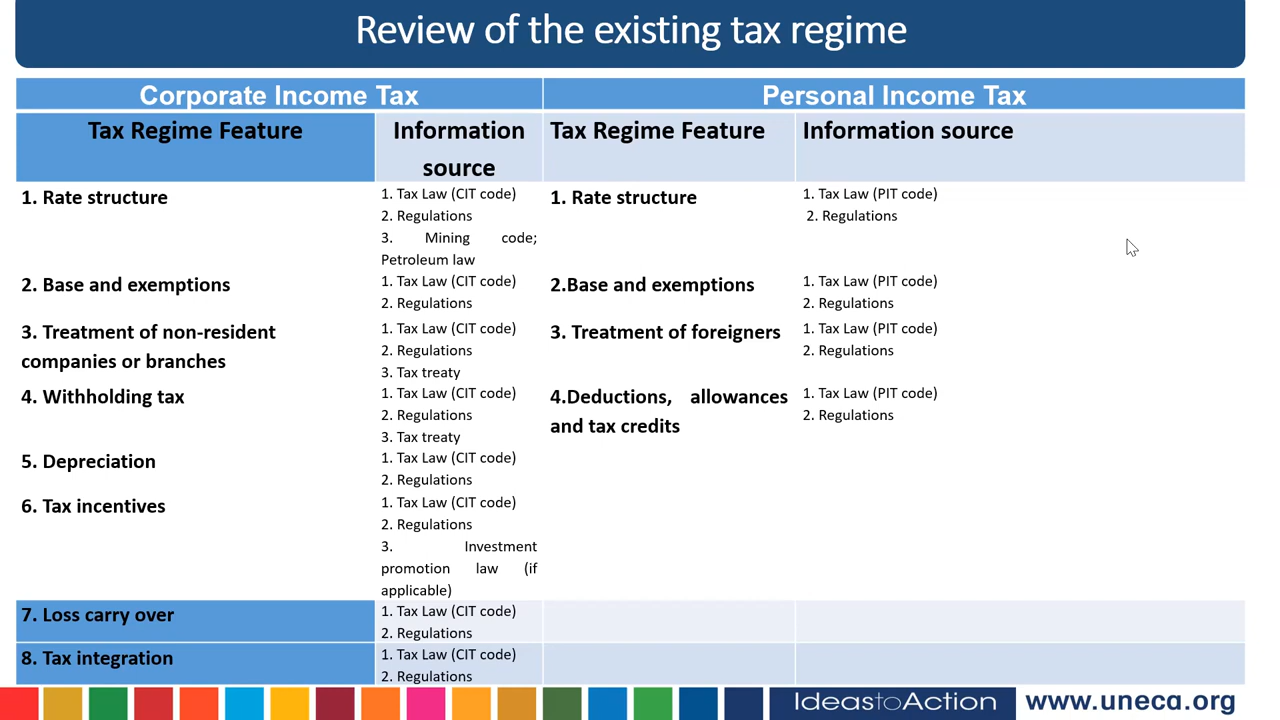 Review of the existing tax regime
Corporate Income Tax
Personal Income Tax
Tax Regime Feature
Information
source
Tax Regime Feature
Information source
1. Rate structure
1. Tax Law (CIT code)
2. Regulations
3. Mining code;
Petroleum law
1. Rate structure
1. Tax Law (PIT code)
2. Regulations
2. Base and exemptions
1. Tax Law (CIT code)
2. Regulations
2.Base and exemptions
1. Tax Law (PIT code)
2. Regulations
3. Treatment of non-resident
companies or branches
1. Tax Law (CIT code)
2. Regulations
3. Tax treaty
3. Treatment of foreigners
1. Tax Law (PIT code)
2. Regulations
4. Withholding tax
1. Tax Law (CIT code)
2. Regulations
3. Tax treaty
4.Deductions, allowances
and tax credits
1. Tax Law (PIT code)
2. Regulations
5. Depreciation
1. Tax Law (CIT code)
2. Regulations
6. Tax incentives
1. Tax Law (CIT code)
2. Regulations
3. Investment
promotion law (if
applicable)
7. Loss carry over
1. Tax Law (CIT code)
2. Regulations
8. Tax integration
1. Tax Law (CIT code)
2. Regulations
IdeastoAction
www.uneca.org